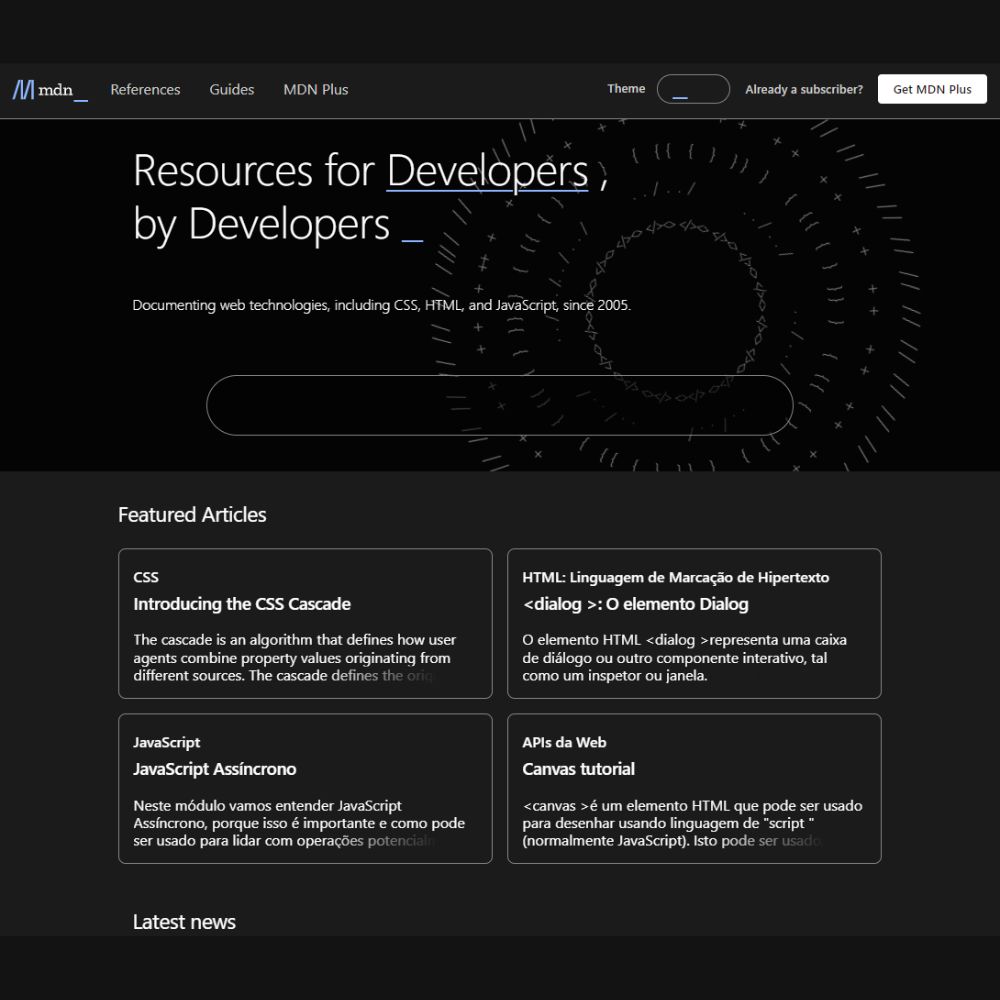 mdn_
References
Guides
MDN Plus
Theme
Already a subscriber?
Get MDN Plus
Resources for Developers ,
by Developers _
Documenting web technologies, including CSS, HTML, and JavaScript, since 2005.
Featured Articles
CSS
Introducing the CSS Cascade
The cascade is an algorithm that defines how user
agents combine property values originating from
different sources. The cascade defines the
HTML: Linguagem de Marcação de Hipertexto
<dialog >: O elemento Dialog
O elemento HTML <dialog >representa uma caixa
de diálogo ou outro componente interativo, tal
como um inspetor ou janela.
JavaScript
JavaScript Assíncrono
Neste módulo vamos entender JavaScript
Assíncrono, porque isso é importante e como pode
ser usado para lidar com operações
APIs da Web
Canvas tutorial
<canvas >é um elemento HTML que pode ser usado
para desenhar usando linguagem de "script "
(normalmente JavaScript). Isto pode ser usado
Latest news